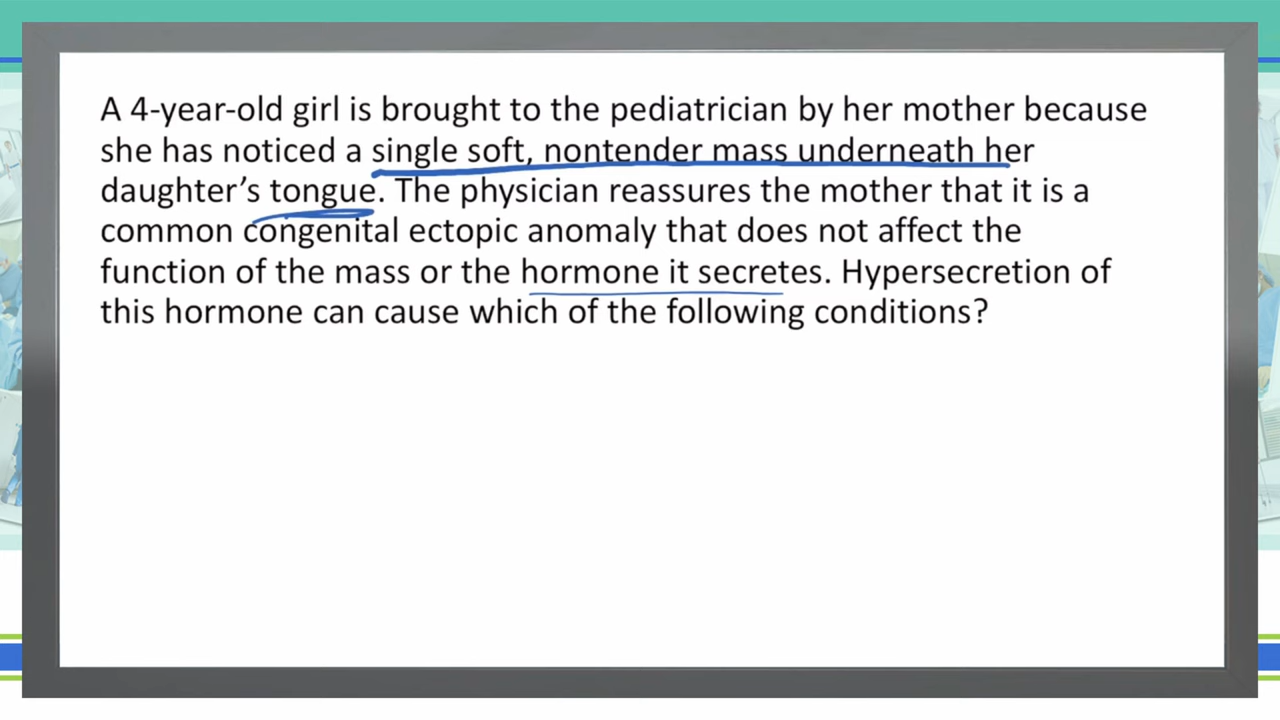 A 4-year-old girl is brought to the pediatrician by her mother because
she has noticed a single soft, nontender mass underneath her
daughter’s tongue. The physician reassures the mother that it is a
common congenital ectopic anomaly that does not affect the
function of the mass or the hormone it secretes. Hypersecretion of
this hormone can cause which of the following conditions?